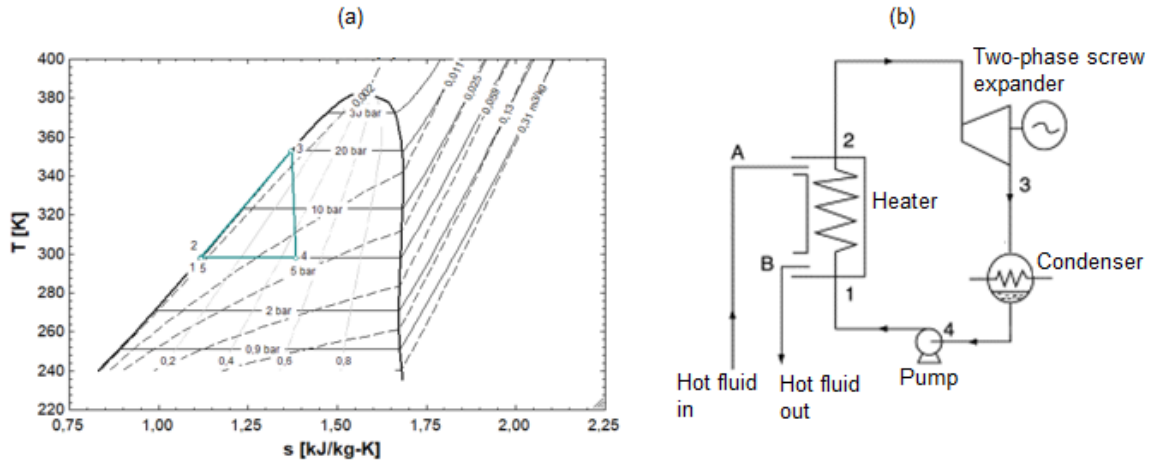 (a)
(b)
400
380
360
340
320
300
280
260
240
220
T [K]
0,75
1,00
1,25
1,50
1,75
2,00
2,25
s [kJ/kg-K]
0,002
30 bar
20 bar
10 bar
5 bar
2 bar
0,9 bar
0,2
0,4
0,6
0,8
0,011
0,025
0,059
0,13
0,31 m3/kg
3
2
1 5
4
Two-phase screw
expander
A
2
3
Heater
Condenser
B
1
4
Pump
Hot fluid
in
Hot fluid
out